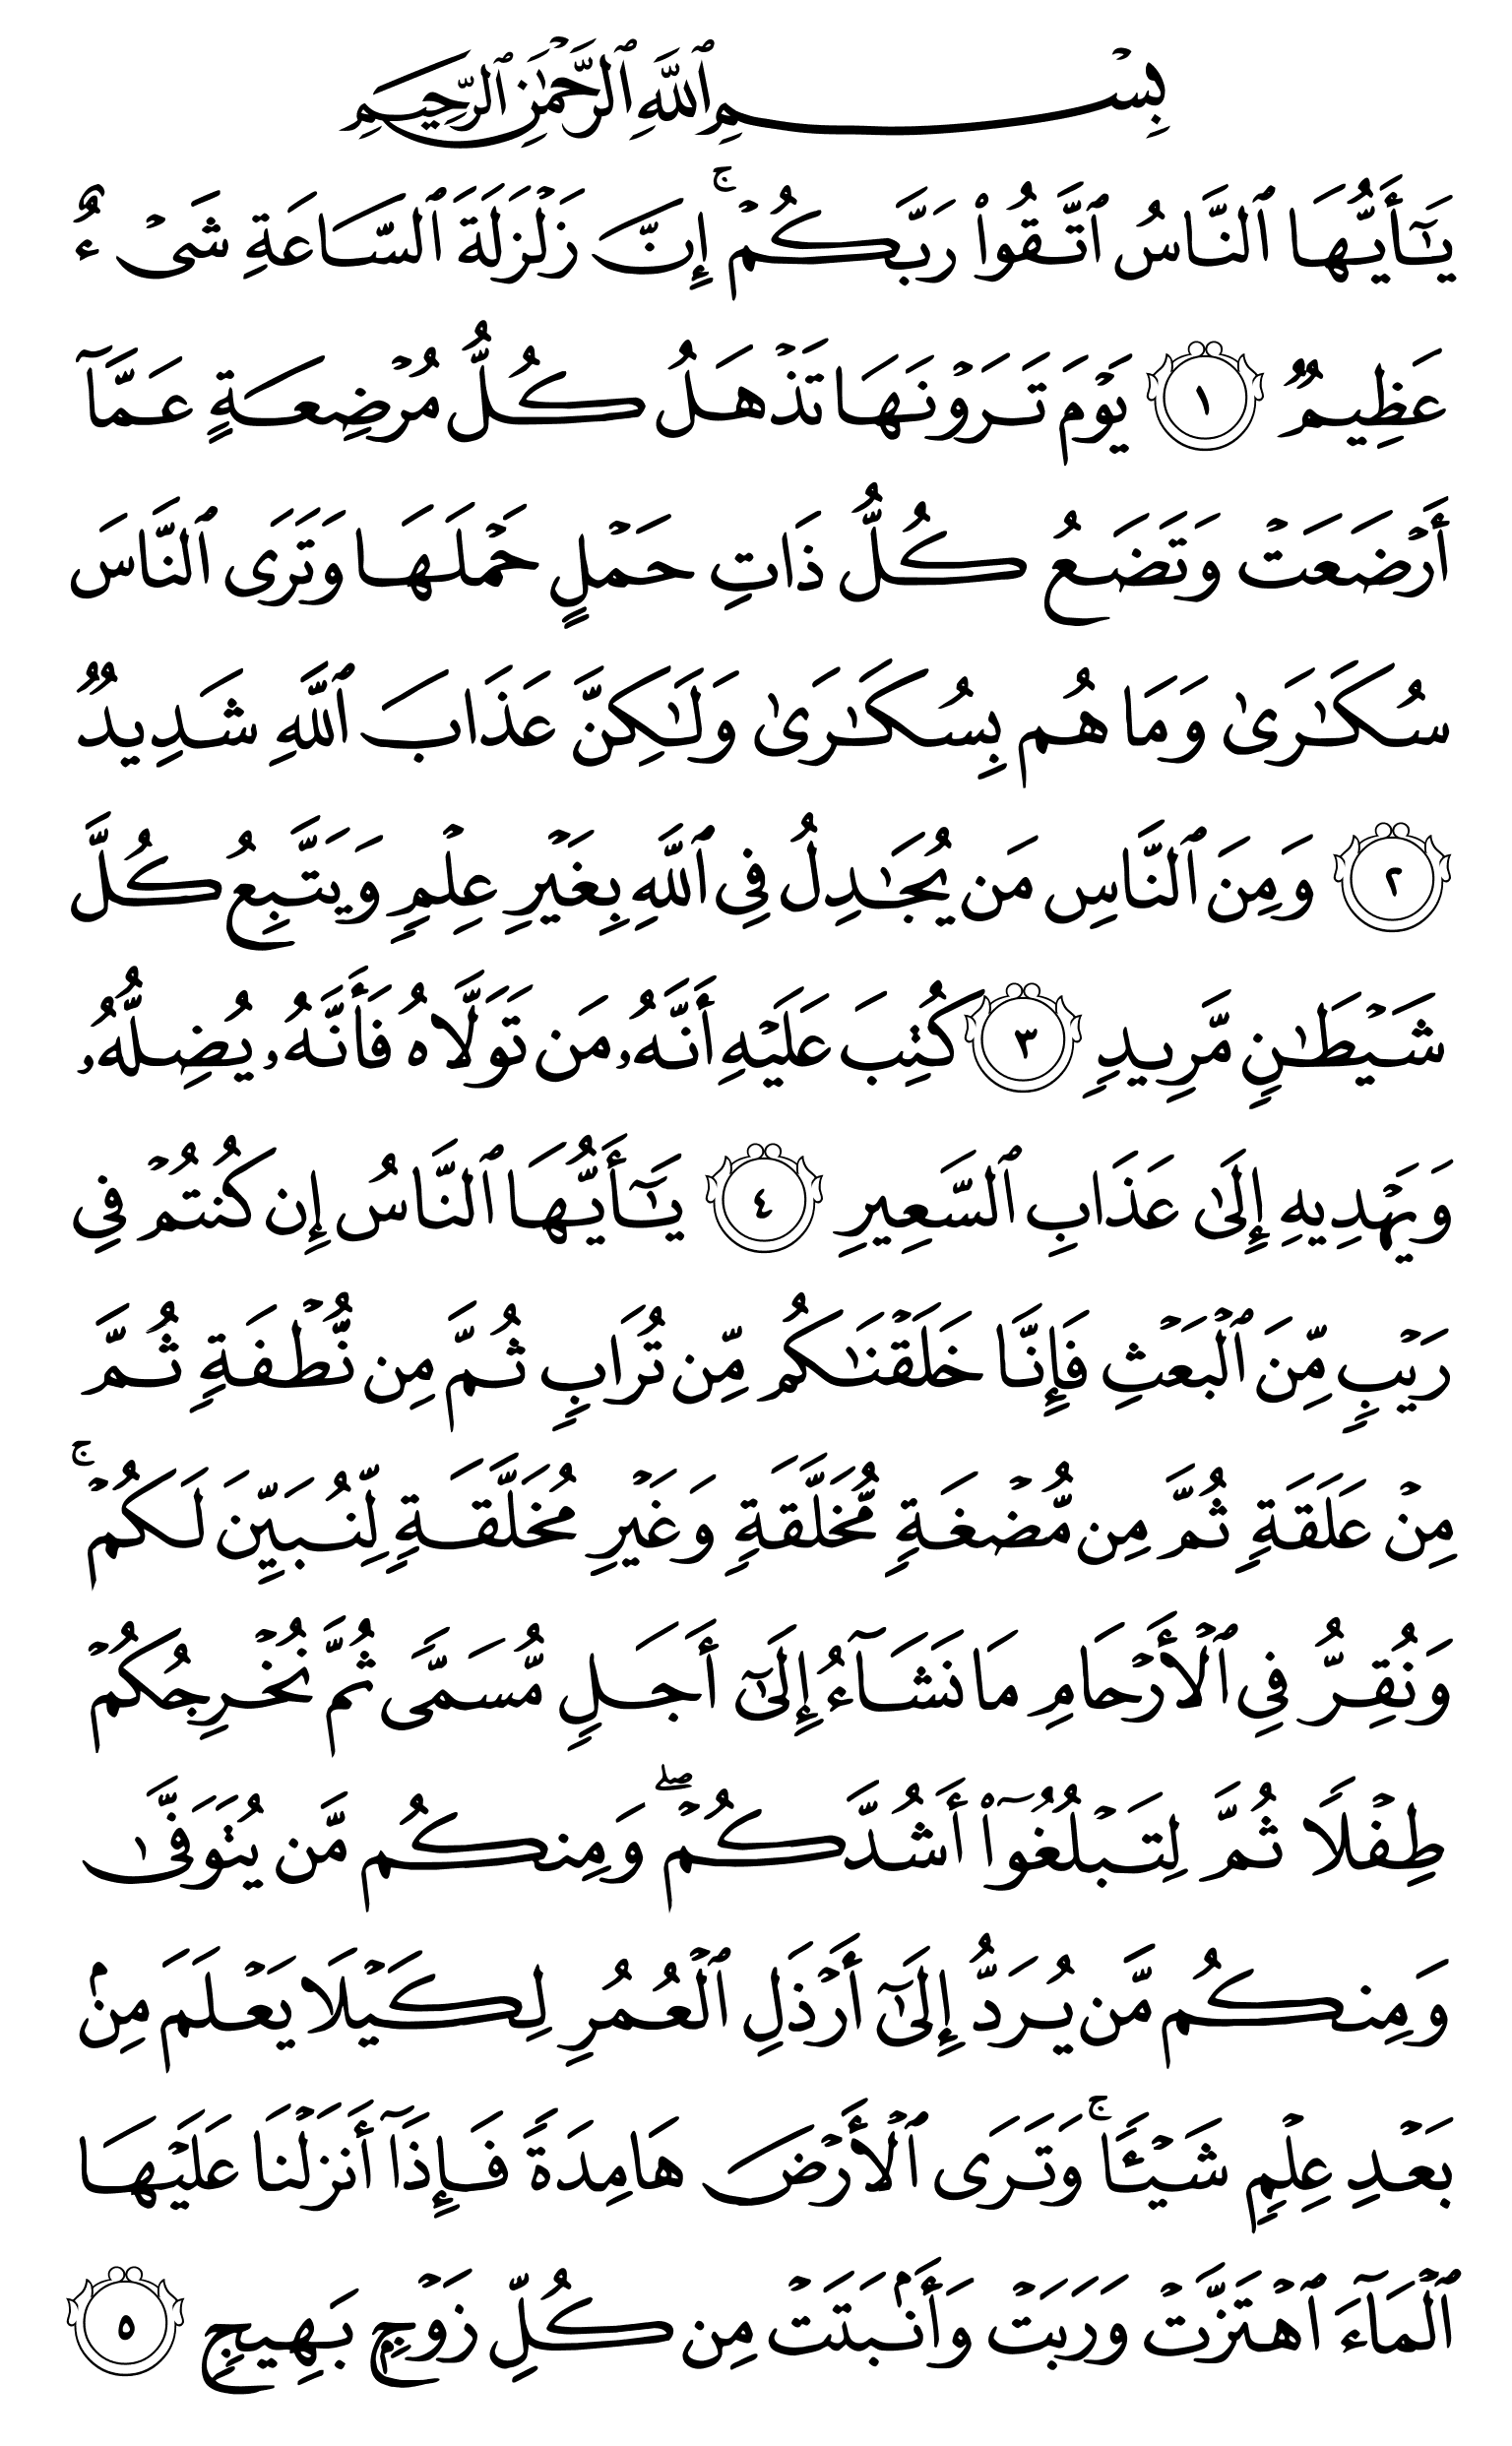 بِسْمِ ٱللَّهِ ٱلرَّحْمَٰنِ ٱلرَّحِيمِ
يَٰٓأَيُّهَا ٱلنَّاسُ ٱتَّقُوا۟ رَبَّكُمْ ۚ إِنَّ زَلْزَلَةَ ٱلسَّاعَةِ شَىْءٌ
عَظِيمٌ ١ يَوْمَ تَرَوْنَهَا تَذْهَلُ كُلُّ مُرْضِعَةٍ عَمَّآ
أَرْضَعَتْ وَتَضَعُ كُلُّ ذَاتِ حَمْلٍ حَمْلَهَا وَتَرَى ٱلنَّاسَ
سُكَٰرَىٰ وَمَا هُم بِسُكَٰرَىٰ وَلَٰكِنَّ عَذَابَ ٱللَّهِ شَدِيدٌ
٢ وَمِنَ ٱلنَّاسِ مَن يُجَٰدِلُ فِى ٱللَّهِ بِغَيْرِ عِلْمٍ وَيَتَّبِعُ كُلَّ
شَيْطَٰنٍ مَّرِيدٍ ٣ كُتِبَ عَلَيْهِ أَنَّهُۥ مَن تَوَلَّاهُ فَأَنَّهُۥ يُضِلُّهُۥ
وَيَهْدِيهِ إِلَىٰ عَذَابِ ٱلسَّعِيرِ ٤ يَٰٓأَيُّهَا ٱلنَّاسُ إِن كُنتُمْ فِى
رَيْبٍ مِّنَ ٱلْبَعْثِ فَإِنَّا خَلَقْنَٰكُم مِّن تُرَابٍ ثُمَّ مِن نُّطْفَةٍ ثُمَّ
مِنْ عَلَقَةٍ ثُمَّ مِن مُّضْغَةٍ مُّخَلَّقَةٍ وَغَيْرِ مُخَلَّقَةٍ لِّنُبَيِّنَ لَكُمْ ۚ
وَنُقِرُّ فِى ٱلْأَرْحَامِ مَا نَشَآءُ إِلَىٰٓ أَجَلٍ مُّسَمًّى ثُمَّ نُخْرِجُكُمْ
طِفْلًا ثُمَّ لِتَبْلُغُوٓا۟ أَشُدَّكُمْ ۖ وَمِنكُم مَّن يُتَوَفَّىٰ
وَمِنكُم مَّن يُرَدُّ إِلَىٰٓ أَرْذَلِ ٱلْعُمُرِ لِكَيْلَا يَعْلَمَ مِنۢ
بَعْدِ عِلْمٍ شَيْـًٔا ۚ وَتَرَى ٱلْأَرْضَ هَامِدَةً فَإِذَآ أَنزَلْنَا عَلَيْهَا
ٱلْمَآءَ ٱهْتَزَّتْ وَرَبَتْ وَأَنۢبَتَتْ مِن كُلِّ زَوْجٍۭ بَهِيجٍ ٥